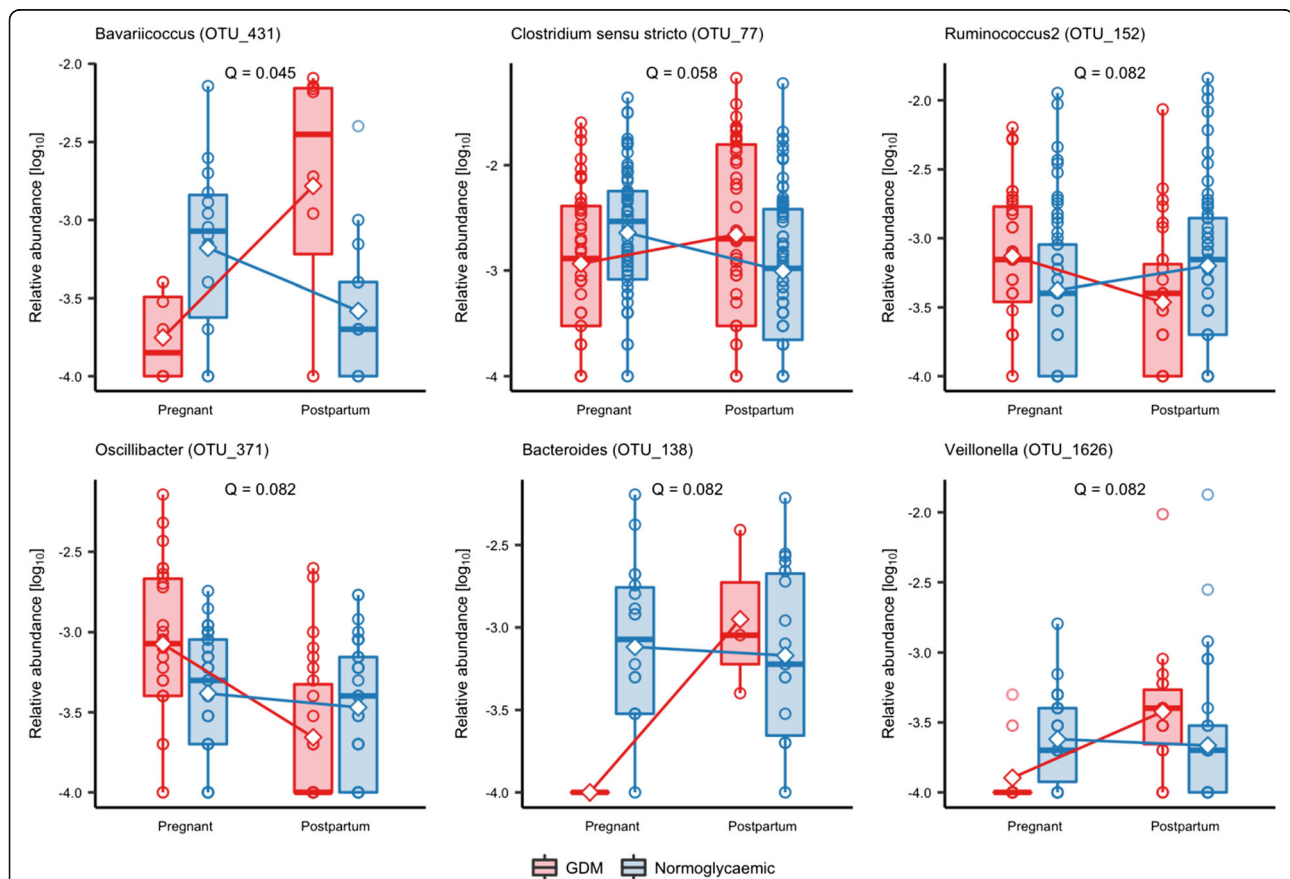 Bavariicoccus (OTU_431)
Q = 0.045
Relative abundance [log10]
-2.0
-2.5
-3.0
-3.5
-4.0
Pregnant Postpartum
Clostridium sensu stricto (OTU_77)
Q = 0.058
Relative abundance [log10]
-2
-3
-4
Pregnant Postpartum
Ruminococcus2 (OTU_152)
Q = 0.082
Relative abundance [log10]
-2.0
-2.5
-3.0
-3.5
-4.0
Pregnant Postpartum
Oscillibacter (OTU_371)
Q = 0.082
Relative abundance [log10]
-2.5
-3.0
-3.5
-4.0
Pregnant Postpartum
Bacteroides (OTU_138)
Q = 0.082
Relative abundance [log10]
-2.5
-3.0
-3.5
-4.0
Pregnant Postpartum
Veillonella (OTU_1626)
Q = 0.082
Relative abundance [log10]
-2.0
-2.5
-3.0
-3.5
-4.0
Pregnant Postpartum
GDM Normoglycaemic